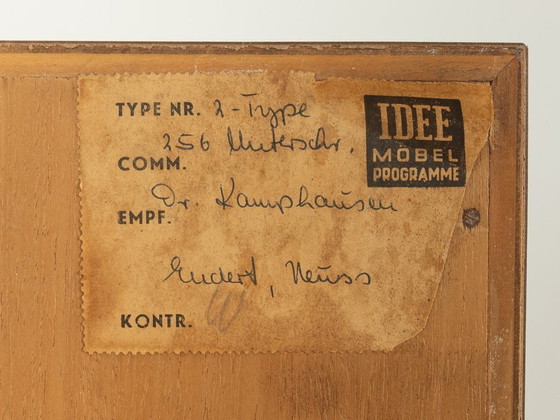 TYPE NR. 2-Type
256 Unterschr.
COMM.
Dr. Kamphausen
EMPF.
Endert, Neuss
KONTR.
IDEE
MÖBEL
PROGRAMME